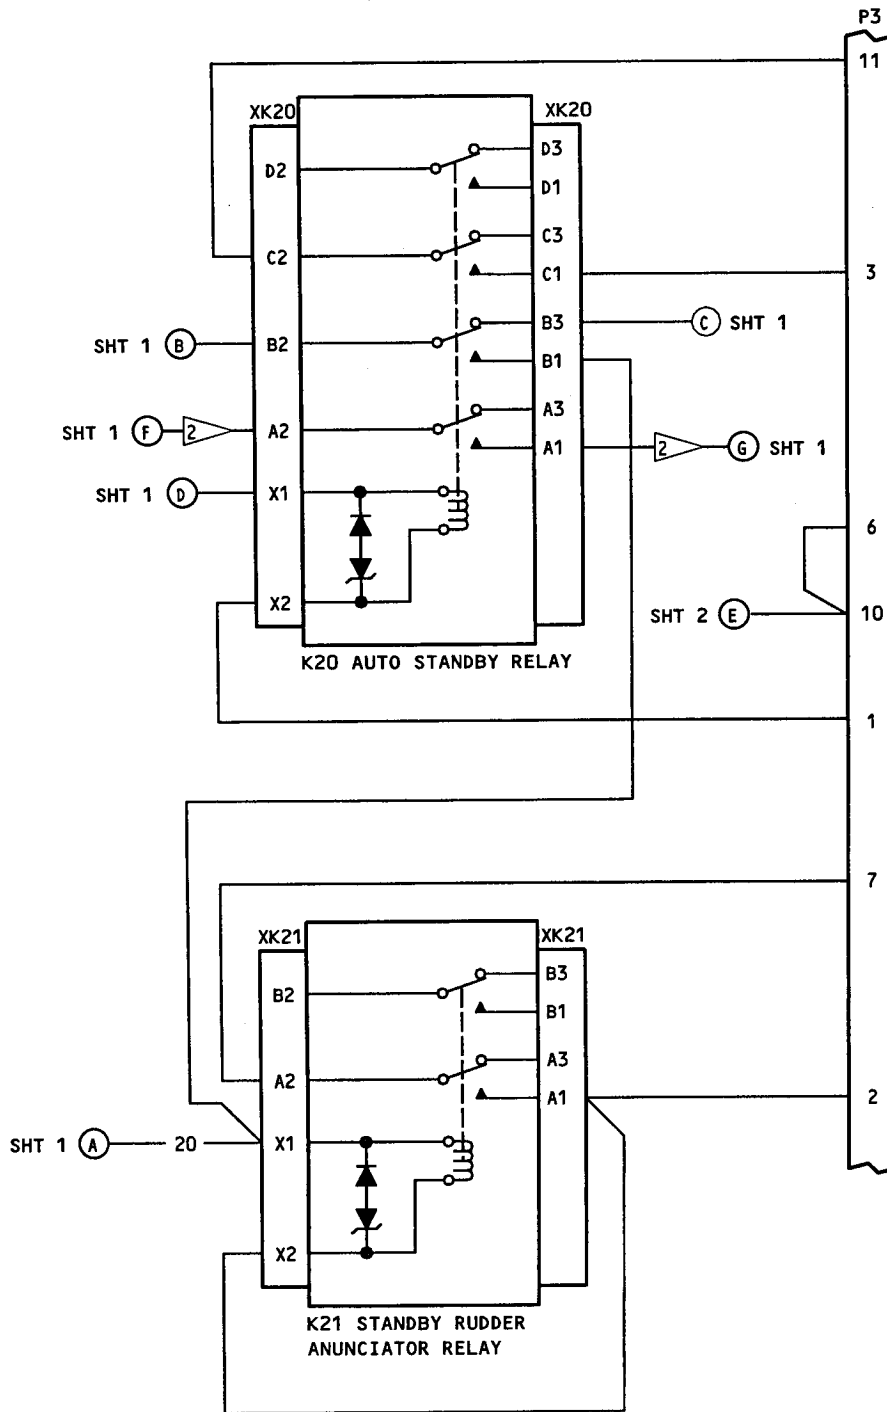 P3
11
XK20
XK20
D3
D2
D1
C3
C2
C1
3
B3
C SHT 1
SHT 1 B
B2
B1
A3
SHT 1 F 2
A2
A1
2 G SHT 1
SHT 1 D
X1
6
X2
SHT 2 E
10
K20 AUTO STANDBY RELAY
1
7
XK21
XK21
B3
B2
B1
A3
A2
A1
2
SHT 1 A 20
X1
X2
K21 STANDBY RUDDER
ANUNCIATOR RELAY